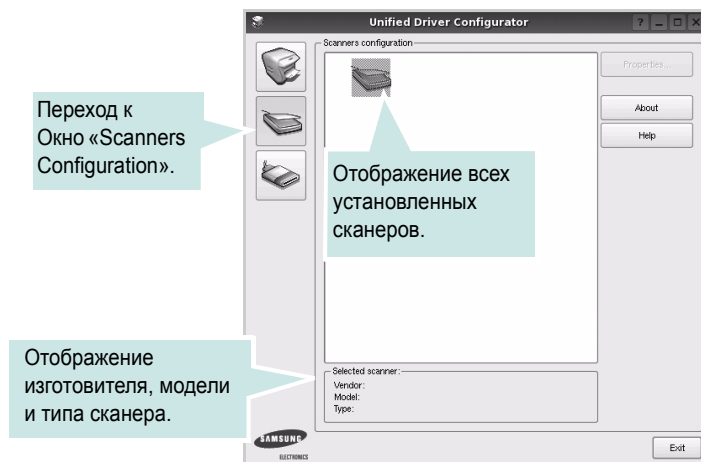 Unified Driver Configurator
Scanners configuration
Properties...
About
Help
Переход к
Окно «Scanners
Configuration».
Отображение всех
установленных
сканеров.
Отображение
изготовителя, модели
и типа сканера.
Selected scanner:
Vendor:
Model:
Type:
SAMSUNG
ELECTRONICS
Exit